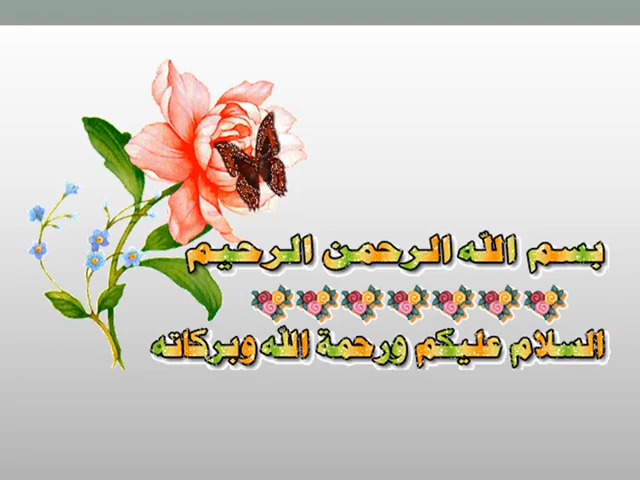 بسم الله الرحمن الرحيم
السلام عليكم ورحمة الله وبركاته